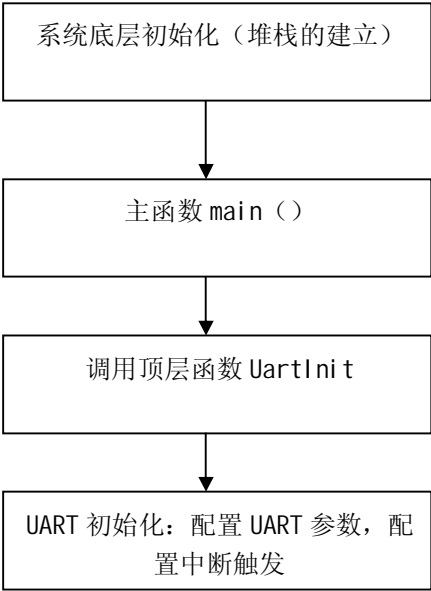 系统底层初始化（堆栈的建立）
主函数 main（）
调用顶层函数 UartInit
UART 初始化：配置 UART 参数，配
置中断触发